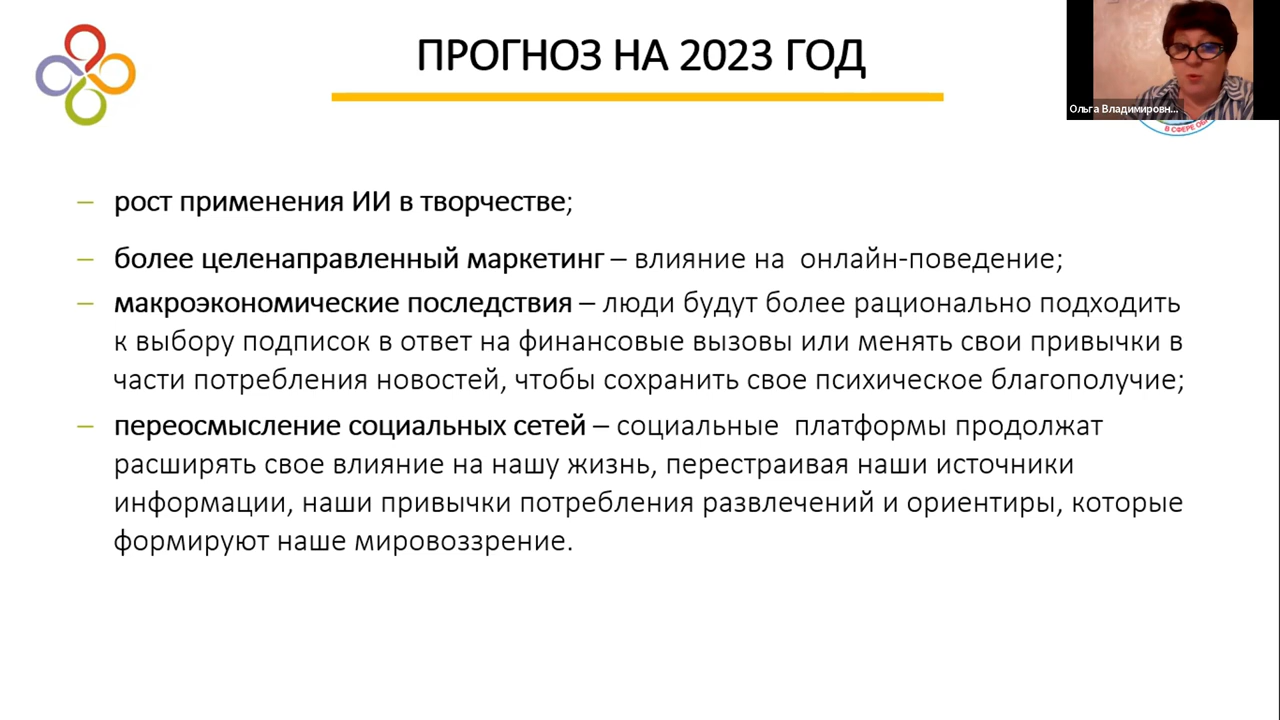 ПРОГНОЗ НА 2023 ГОД
Ольга Владимировн...
В СФЕРЕ
– рост применения ИИ в творчестве;
– более целенаправленный маркетинг – влияние на онлайн-поведение;
– макроэкономические последствия – люди будут более рационально подходить
к выбору подписок в ответ на финансовые вызовы или менять свои привычки в
части потребления новостей, чтобы сохранить свое психическое благополучие;
– переосмысление социальных сетей – социальные платформы продолжат
расширять свое влияние на нашу жизнь, перестраивая наши источники
информации, наши привычки потребления развлечений и ориентиры, которые
формируют наше мировоззрение.